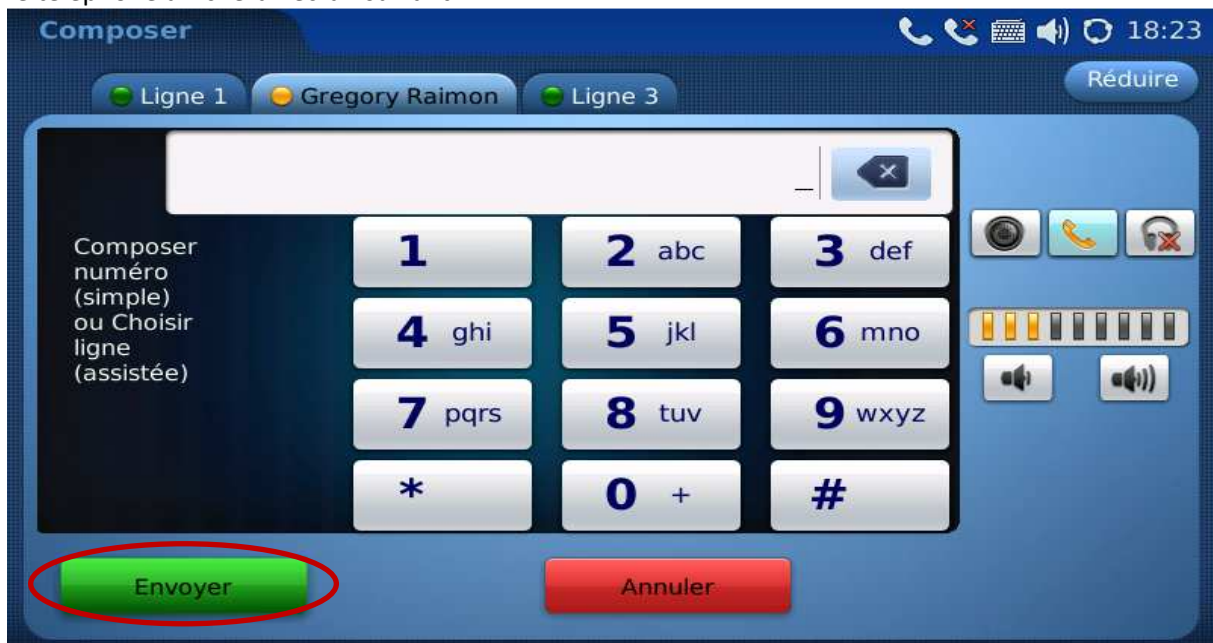 Composer
18:23
Ligne 1
Gregory Raimon
Ligne 3
Réduire
_
Composer
numéro
(simple)
ou Choisir
ligne
(assistée)
1
2 abc
3 def
4 ghi
5 jkl
6 mno
7 pqrs
8 tuv
9 wxyz
*
0 +
#
Envoyer
Annuler